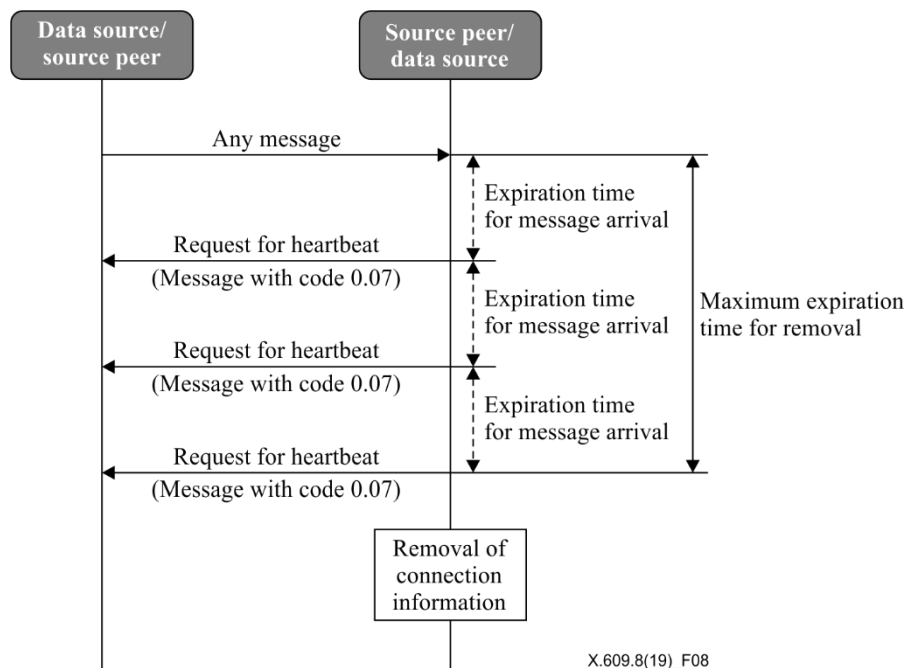 Data source/
source peer
Source peer/
data source
Any message
Expiration time
for message arrival
Request for heartbeat
(Message with code 0.07)
Expiration time
for message arrival
Maximum expiration
time for removal
Request for heartbeat
(Message with code 0.07)
Expiration time
for message arrival
Request for heartbeat
(Message with code 0.07)
Removal of
connection
information
X.609.8(19)_F08